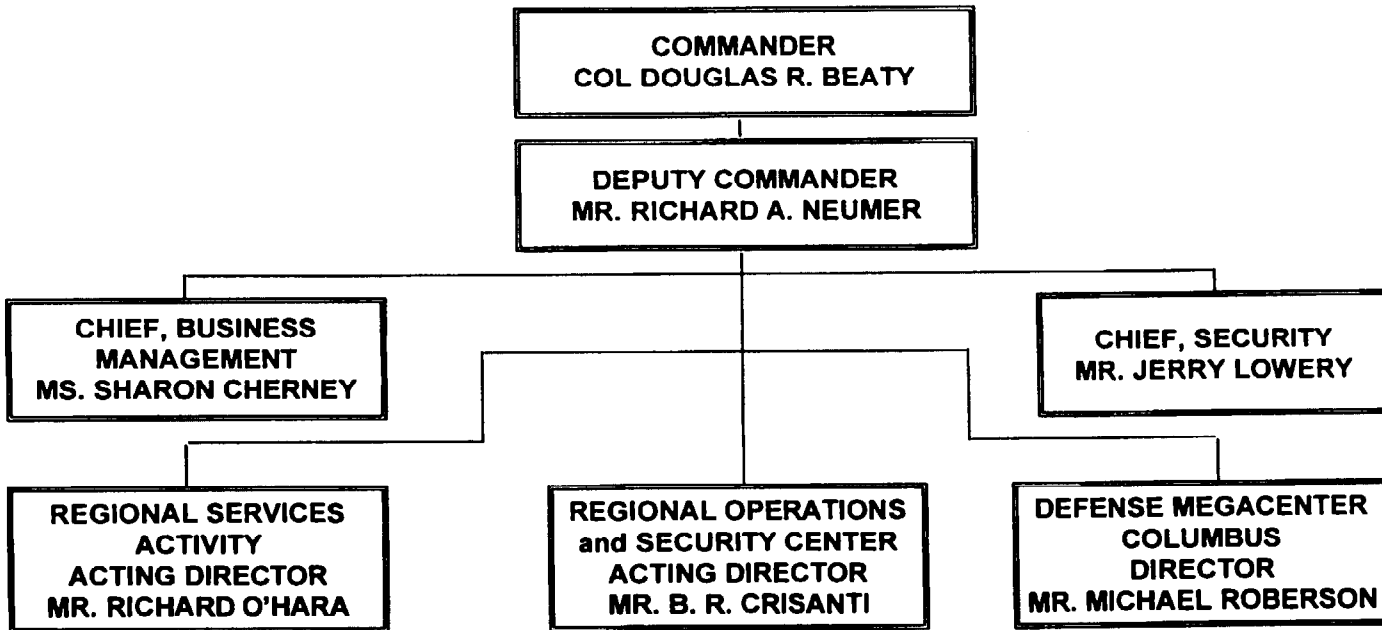 COMMANDER
COL DOUGLAS R. BEATY
DEPUTY COMMANDER
MR. RICHARD A. NEUMER
CHIEF, BUSINESS
MANAGEMENT
MS. SHARON CHERNEY
CHIEF, SECURITY
MR. JERRY LOWERY
REGIONAL SERVICES
ACTIVITY
ACTING DIRECTOR
MR. RICHARD O'HARA
REGIONAL OPERATIONS
and SECURITY CENTER
ACTING DIRECTOR
MR. B. R. CRISANTI
DEFENSE MEGACENTER
COLUMBUS
DIRECTOR
MR. MICHAEL ROBERSON